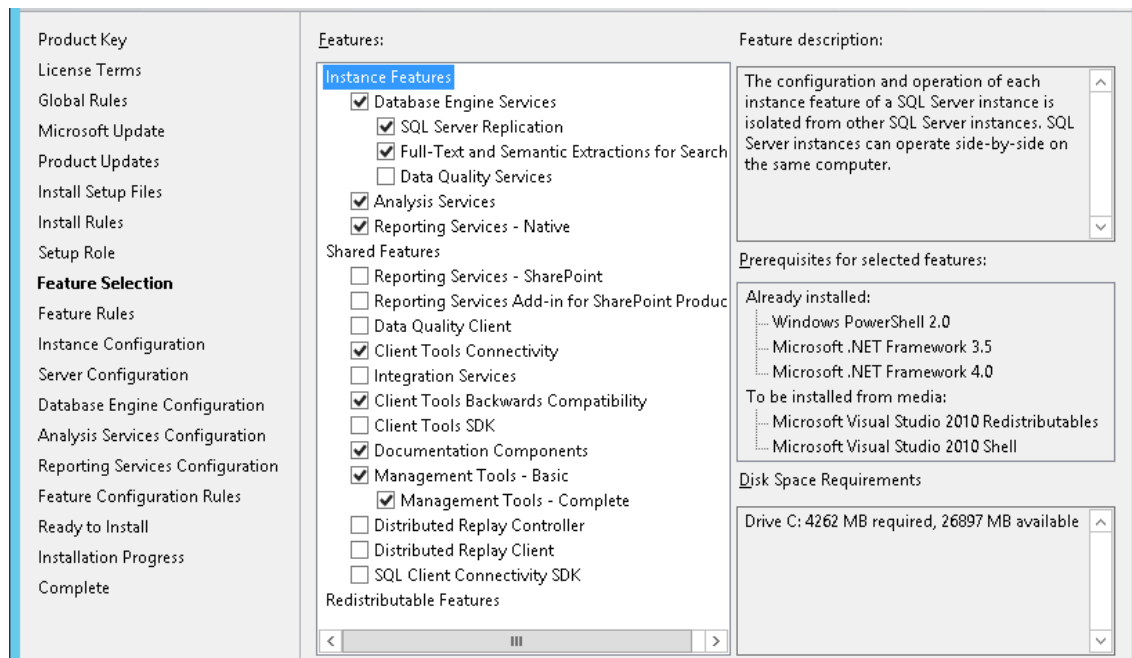 Product Key
License Terms
Global Rules
Microsoft Update
Product Updates
Install Setup Files
Install Rules
Setup Role
Feature Selection
Feature Rules
Instance Configuration
Server Configuration
Database Engine Configuration
Analysis Services Configuration
Reporting Services Configuration
Feature Configuration Rules
Ready to Install
Installation Progress
Complete
Features:
Instance Features
Database Engine Services
SQL Server Replication
Full-Text and Semantic Extractions for Search
Data Quality Services
Analysis Services
Reporting Services - Native
Shared Features
Reporting Services - SharePoint
Reporting Services Add-in for SharePoint Produc
Data Quality Client
Client Tools Connectivity
Integration Services
Client Tools Backwards Compatibility
Client Tools SDK
Documentation Components
Management Tools - Basic
Management Tools - Complete
Distributed Replay Controller
Distributed Replay Client
SQL Client Connectivity SDK
Redistributable Features
Feature description:
The configuration and operation of each
instance feature of a SQL Server instance is
isolated from other SQL Server instances. SQL
Server instances can operate side-by-side on
the same computer.
Prerequisites for selected features:
Already installed:
Windows PowerShell 2.0
Microsoft .NET Framework 3.5
Microsoft .NET Framework 4.0
To be installed from media:
Microsoft Visual Studio 2010 Redistributables
Microsoft Visual Studio 2010 Shell
Disk Space Requirements
Drive C: 4262 MB required, 26897 MB available